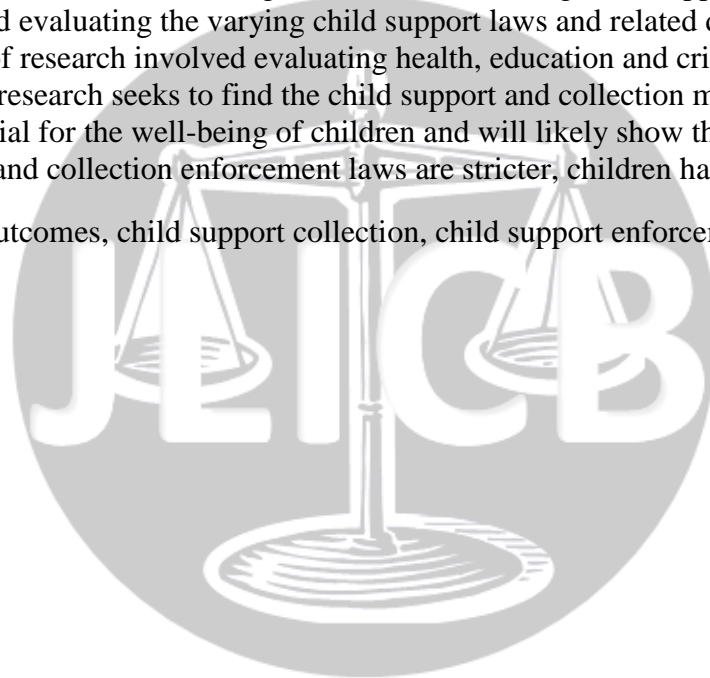 d evaluating the varying child support laws and related
of research involved evaluating health, education and cri
research seeks to find the child support and collection m
ial for the well-being of children and will likely show th
and collection enforcement laws are stricter, children ha
utcomes, child support collection, child support enforce
JLICB